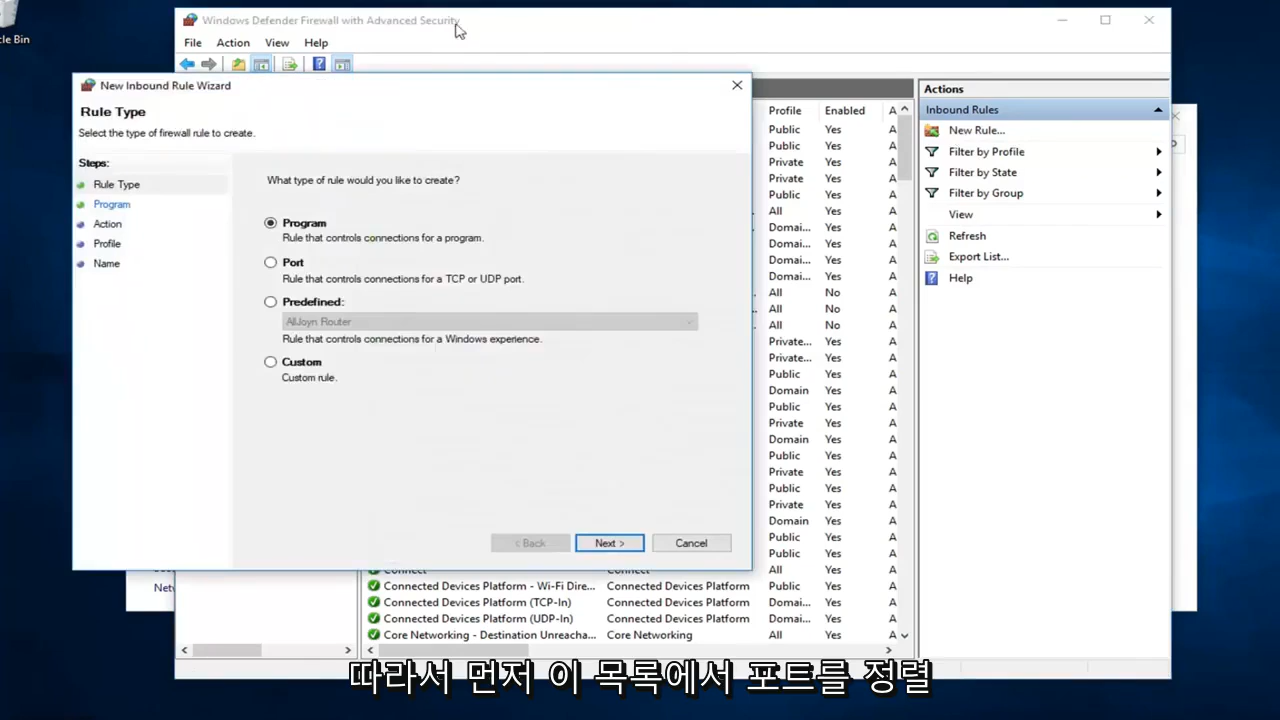 cle Bin
Windows Defender Firewall with Advanced Security
File Action View Help
New Inbound Rule Wizard
Rule Type
Select the type of firewall rule to create.
Steps:
Rule Type
Program
Action
Profile
Name
What type of rule would you like to create?
Program
Rule that controls connections for a program.
Port
Rule that controls connections for a TCP or UDP port.
Predefined:
AllJoyn Router
Rule that controls connections for a Windows experience.
Custom
Custom rule.
< Back Next > Cancel
Profile Enabled A
Public Yes A
Public Yes A
Private Yes A
Private Yes A
Public Yes A
All Yes A
Domai... Yes A
Domai... Yes A
Domai... Yes A
Domai... Yes A
All No A
All No A
All No A
Private... Yes A
Private... Yes A
Public Yes A
Domain Yes A
Public Yes A
Private Yes A
Domain Yes A
Public Yes A
Private Yes A
Public Yes A
Private Yes A
Domain Yes A
Public Yes A
Public Yes A
Connect Connect All Yes A
Connected Devices Platform - Wi-Fi Dire... Connected Devices Platform Public Yes A
Connected Devices Platform (TCP-In) Connected Devices Platform Domai... Yes A
Connected Devices Platform (UDP-In) Connected Devices Platform Domai... Yes A
Core Networking - Destination Unreacha... Core Networking All Yes A
Actions
Inbound Rules
New Rule...
Filter by Profile
Filter by State
Filter by Group
View
Refresh
Export List...
Help
Netw
따라서 먼저 이 목록에서 포트를 정렬